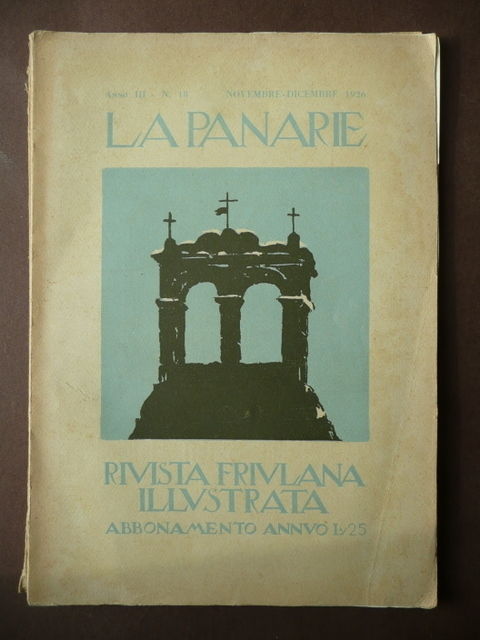 Anno III - N. 18 NOVEMBRE-DICEMBRE 1926
LA PANARIE
RIVISTA FRIVLANA
ILLVSTRATA
ABBONAMENTO ANNVO L. 25